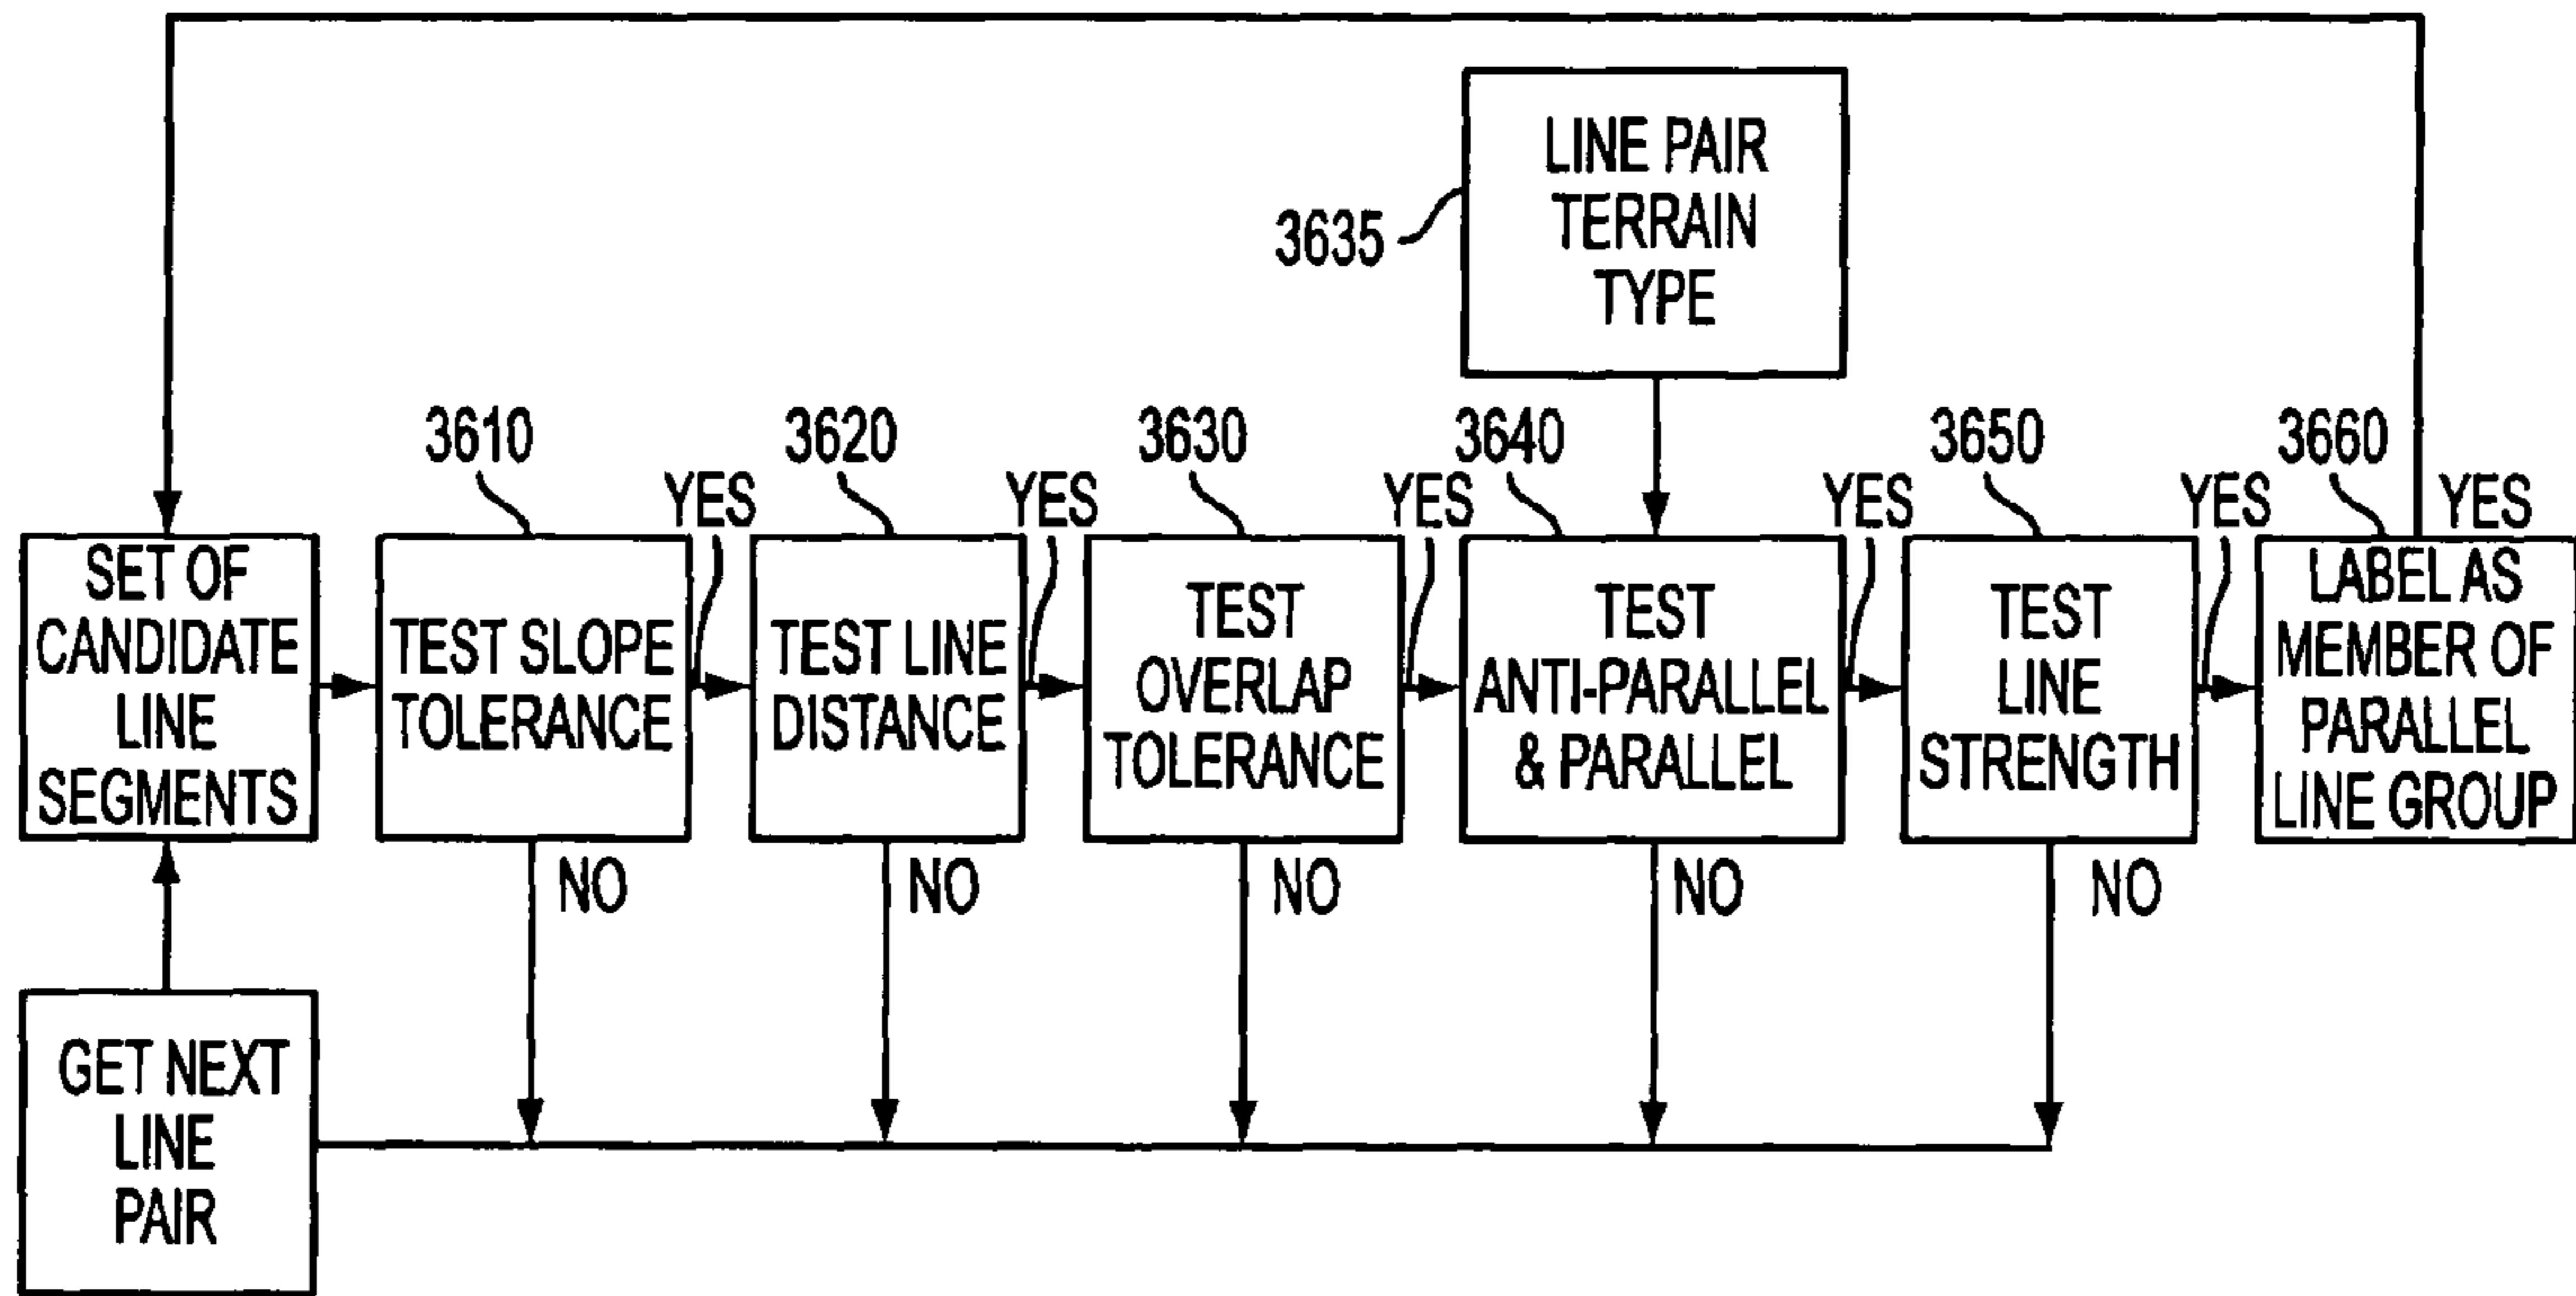 LINE PAIR
TERRAIN
TYPE
3635
3610
YES
3620
YES
3630
YES
3640
YES
3650
YES
3660
YES
SET OF
CANDIDATE
LINE
SEGMENTS
TEST SLOPE
TOLERANCE
TEST LINE
DISTANCE
TEST
OVERLAP
TOLERANCE
TEST
ANTI-PARALLEL
& PARALLEL
TEST
LINE
STRENGTH
LABEL AS
MEMBER OF
PARALLEL
LINE GROUP
NO
NO
NO
NO
NO
GET NEXT
LINE
PAIR